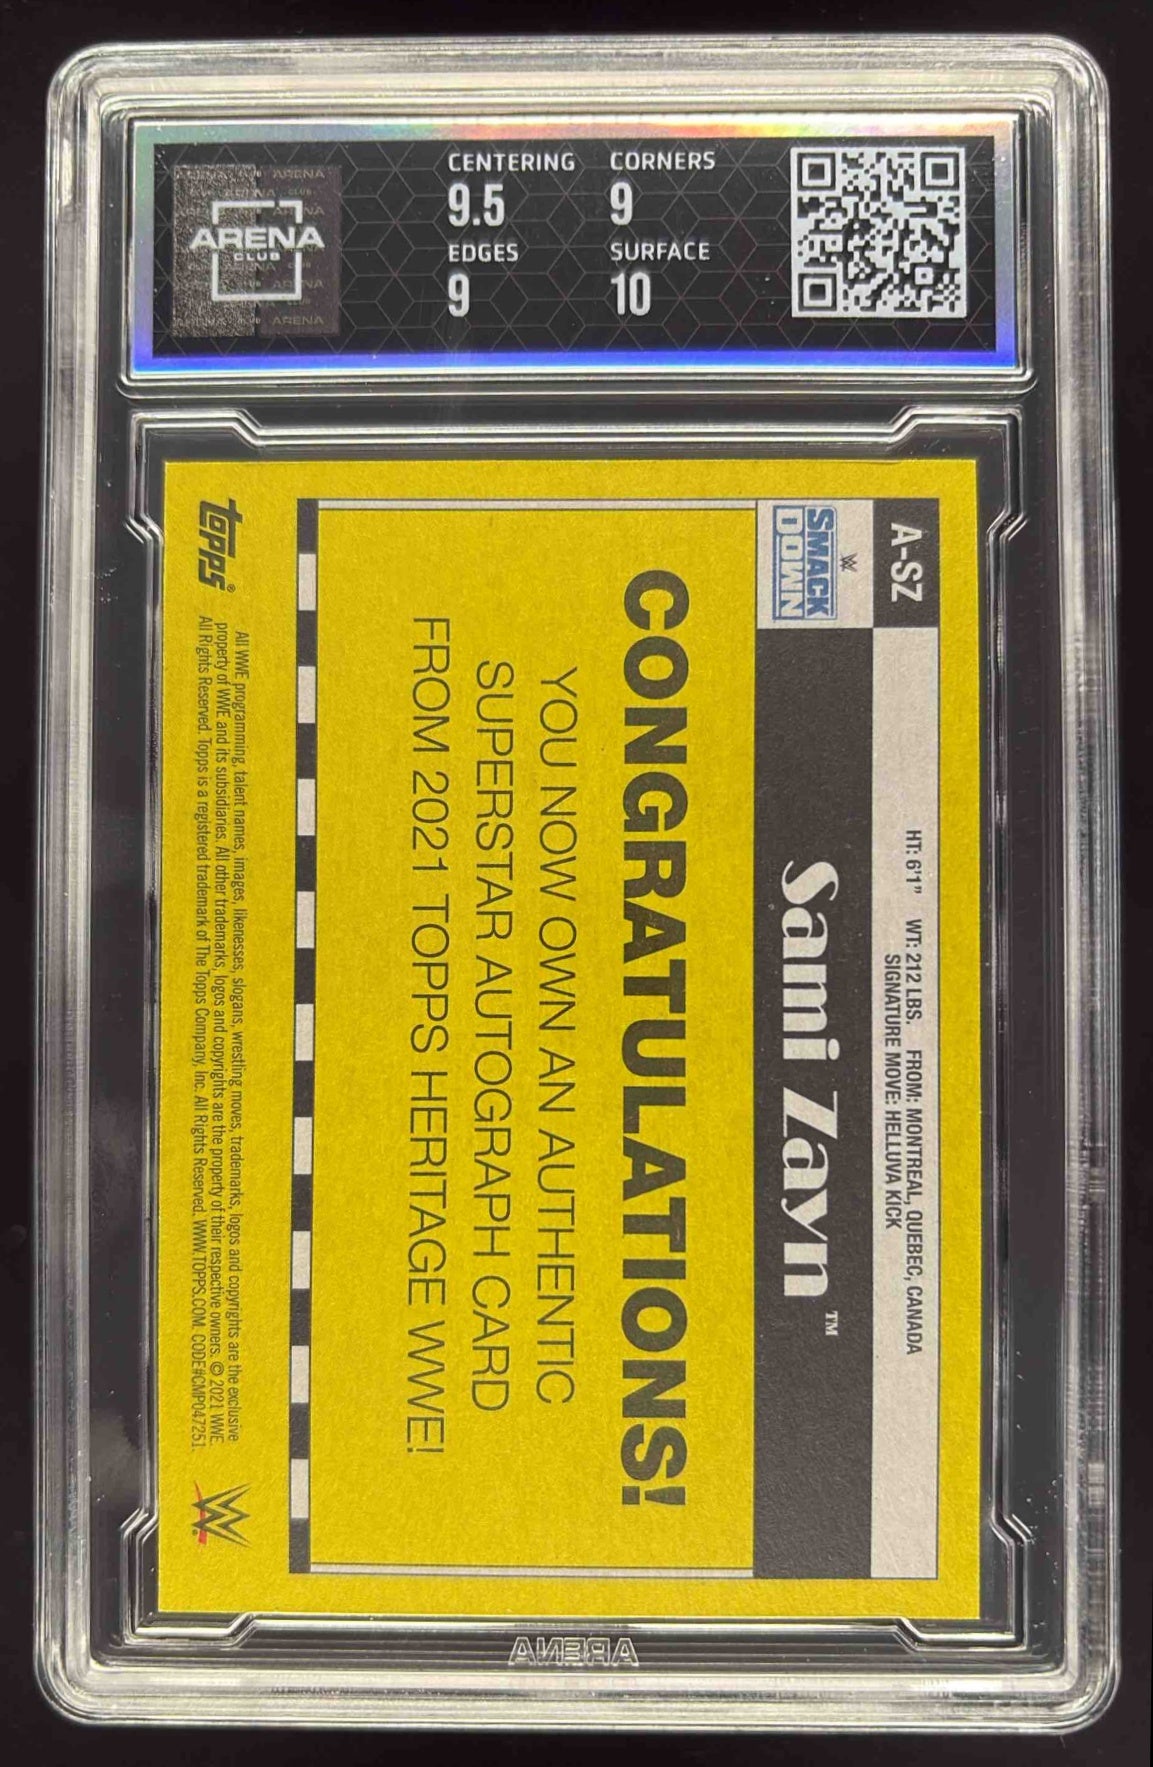 ARENA
CLUB
CENTERING
9.5
CORNERS
9
EDGES
9
SURFACE
10
A-SZ
HT: 6'1" WT: 212 LBS. FROM: MONTREAL, QUEBEC, CANADA
SIGNATURE MOVE: HELLUVA KICK
W
SMACK
DOWN
Sami Zayn™
CONGRATULATIONS!
YOU NOW OWN AN AUTHENTIC
SUPERSTAR AUTOGRAPH CARD
FROM 2021 TOPPS HERITAGE WWE!
topps®
All WWE programming, talent names, images, likenesses, slogans, wrestling moves, trademarks, logos and copyrights are the exclusive
property of WWE and its subsidiaries. All other trademarks, logos and copyrights are the property of their respective owners. © 2021 WWE.
All Rights Reserved. Topps is a registered trademark of The Topps Company, Inc. All Rights Reserved. WWW.TOPPS.COM. CODE#CMP047251.
W
ARENA